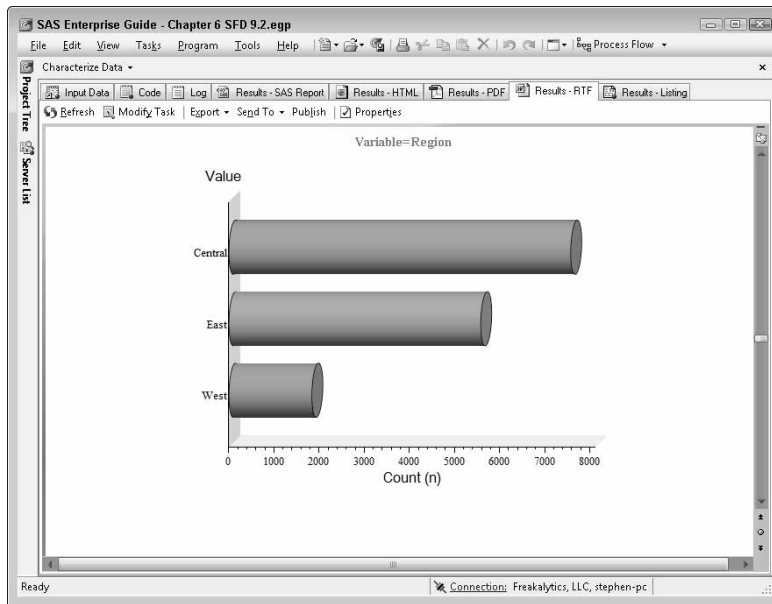 SAS Enterprise Guide - Chapter 6 SFD 9.2.egp
File Edit View Tasks Program Tools Help Process Flow
Characterize Data
Input Data Code Log Results - SAS Report Results - HTML Results - PDF Results - RTF Results - Listing
Refresh Modify Task Export Send To Publish Properties
Project Tree
Server List
Variable=Region
Value
Central
East
West
0 1000 2000 3000 4000 5000 6000 7000 8000
Count (n)
Ready Connection: Freakalytics, LLC, stephen-pc